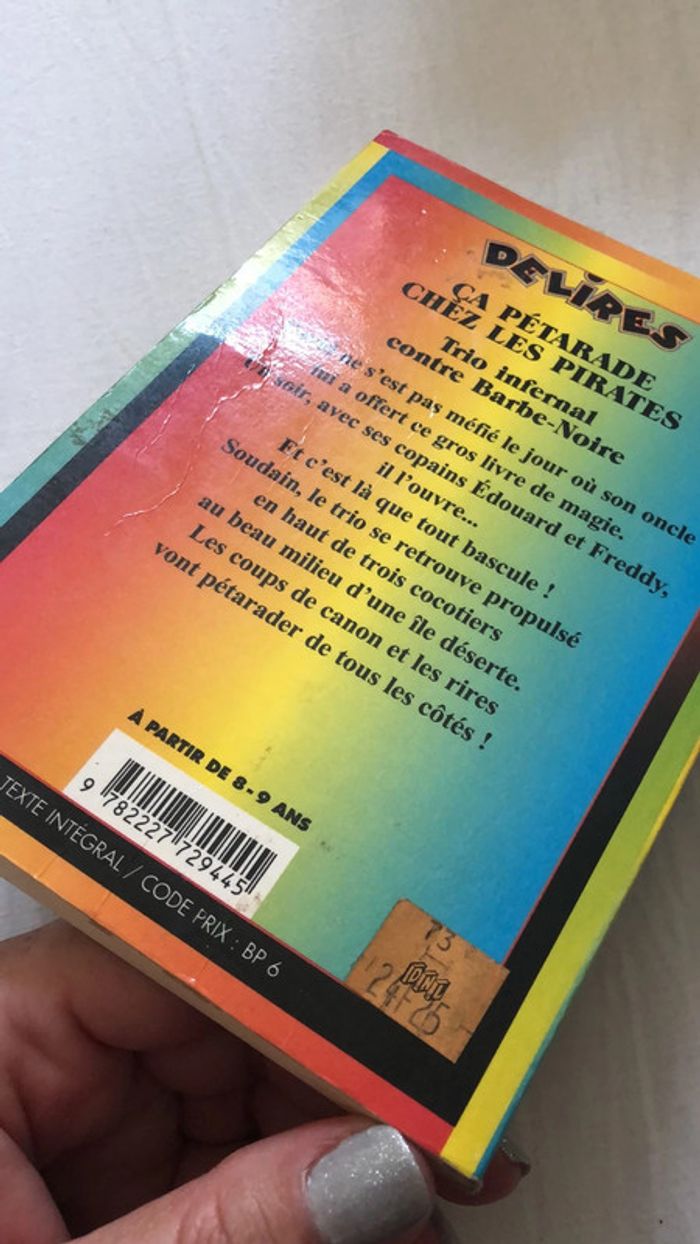 DELIRES
ÇA PÉTARADE
CHEZ LES PIRATES
Trio infernal
contre Barbe-Noire
ne s'est pas méfié le jour où son oncle
lui a offert ce gros livre de magie.
Un soir, avec ses copains Édouard et Freddy,
il l'ouvre...
Et c'est là que tout bascule !
Soudain, le trio se retrouve propulsé
en haut de trois cocotiers
au beau milieu d'une île déserte.
Les coups de canon et les rires
vont pétarader de tous les côtés !
À PARTIR DE 8-9 ANS
9 782227 729445
TEXTE INTÉGRAL / CODE PRIX : BP 6
73
24F25